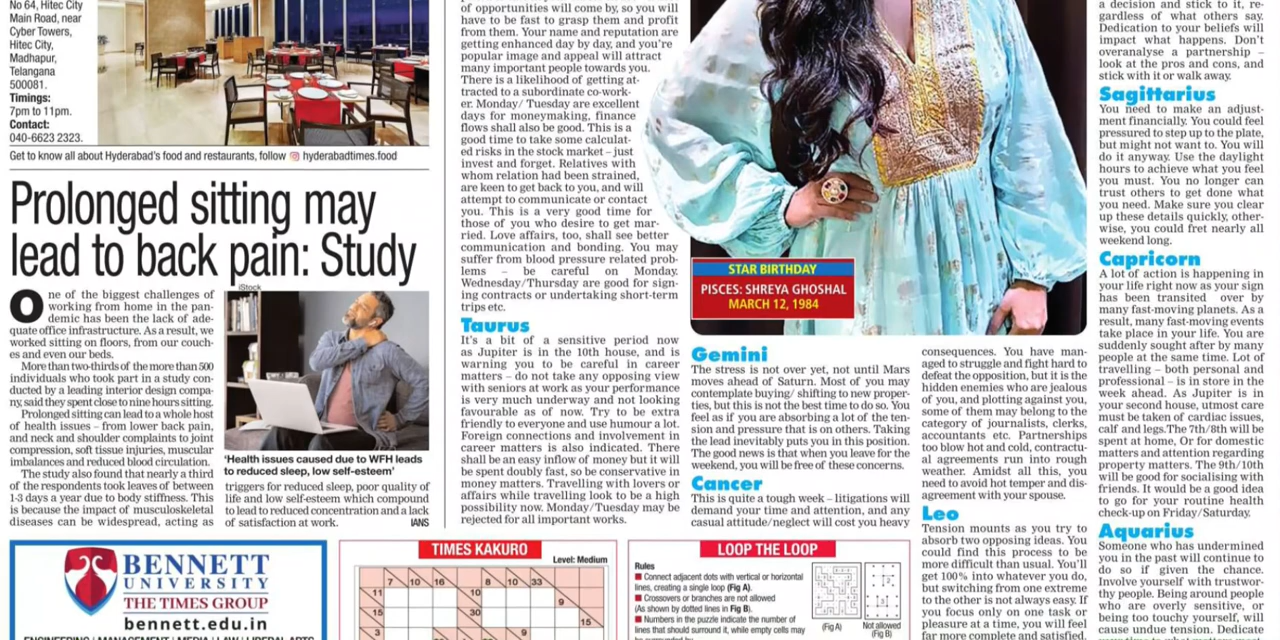 No 64, Hitec City
Main Road, near
Cyber Towers,
Hitec City,
Madhapur,
Telangana
500081.
Timings:
7pm to 11pm.
Contact:
040-6623 2323.
Get to know all about Hyderabad's food and restaurants, follow hyderabadtimes.food
Prolonged sitting may
lead to back pain: Study
iStock
One of the biggest challenges of
working from home in the pan-
demic has been the lack of ade-
quate office infrastructure. As a result, we
worked sitting on floors, from our couch-
es and even our beds.
More than two-thirds of the more than 500
individuals who took part in a study con-
ducted by a leading interior design compa-
ny, said they spent close to nine hours sitting.
Prolonged sitting can lead to a whole host
of health issues – from lower back pain,
and neck and shoulder complaints to joint
compression, soft tissue injuries, muscular
imbalances and reduced blood circulation.
The study also found that nearly a third
of the respondents took leaves of between
1-3 days a year due to body stiffness. This
is because the impact of musculoskeletal
diseases can be widespread, acting as
'Health issues caused due to WFH leads
to reduced sleep, low self-esteem'
triggers for reduced sleep, poor quality of
life and low self-esteem which compound
to lead to reduced concentration and a lack
of satisfaction at work. IANS
BENNETT
UNIVERSITY
THE TIMES GROUP
bennett.edu.in
ENGINEERING | MANAGEMENT | MEDIA | LAW | LIBERAL ARTS
of opportunities will come by, so you will
have to be fast to grasp them and profit
from them. Your name and reputation are
getting enhanced day by day, and you're
popular image and appeal will attract
many important people towards you.
There is a likelihood of getting at-
tracted to a subordinate co-work-
er. Monday/ Tuesday are excellent
days for moneymaking, finance
flows shall also be good. This is a
good time to take some calculat-
ed risks in the stock market – just
invest and forget. Relatives with
whom relation had been strained,
are keen to get back to you, and will
attempt to communicate or contact
you. This is a very good time for
those of you who desire to get mar-
ried. Love affairs, too, shall see better
communication and bonding. You may
suffer from blood pressure related prob-
lems – be careful on Monday.
Wednesday/Thursday are good for sign-
ing contracts or undertaking short-term
trips etc.
Taurus
It's a bit of a sensitive period now
as Jupiter is in the 10th house, and is
warning you to be careful in career
matters – do not take any opposing view
with seniors at work as your performance
is very much underway and not looking
favourable as of now. Try to be extra
friendly to everyone and use humour a lot.
Foreign connections and involvement in
career matters is also indicated. There
shall be an easy inflow of money but it will
be spent doubly fast, so be conservative in
money matters. Travelling with lovers or
affairs while travelling look to be a high
possibility now. Monday/Tuesday may be
rejected for all important works.
STAR BIRTHDAY
PISCES: SHREYA GHOSHAL
MARCH 12, 1984
Gemini
The stress is not over yet, not until Mars
moves ahead of Saturn. Most of you may
contemplate buying/ shifting to new proper-
ties, but this is not the best time to do so. You
feel as if you are absorbing a lot of the ten-
sion and pressure that is on others. Taking
the lead inevitably puts you in this position.
The good news is that when you leave for the
weekend, you will be free of these concerns.
Cancer
This is quite a tough week – litigations will
demand your time and attention, and any
casual attitude/neglect will cost you heavy
consequences. You have man-
aged to struggle and fight hard to
defeat the opposition, but it is the
hidden enemies who are jealous
of you, and plotting against you,
some of them may belong to the
category of journalists, clerks,
accountants etc. Partnerships
too blow hot and cold, contractu-
al agreements run into rough
weather. Amidst all this, you
need to avoid hot temper and dis-
agreement with your spouse.
Leo
Tension mounts as you try to
absorb two opposing ideas. You
could find this process to be
more difficult than usual. You'll
get 100% into whatever you do,
but switching from one extreme
to the other is not always easy. If
you focus only on one task or
pleasure at a time, you will feel
far more complete and satisfied.
a decision and stick to it, re-
gardless of what others say.
Dedication to your beliefs will
impact what happens. Don't
overanalyse a partnership –
look at the pros and cons, and
stick with it or walk away.
Sagittarius
You need to make an adjust-
ment financially. You could feel
pressured to step up to the plate,
but might not want to. You will
do it anyway. Use the daylight
hours to achieve what you feel
you must. You no longer can
trust others to get done what
you need. Make sure you clear
up these details quickly, other-
wise, you could fret nearly all
weekend long.
Capricorn
A lot of action is happening in
your life right now as your sign
has been transited over by
many fast-moving planets. As a
result, many fast-moving events
take place in your life. You are
suddenly sought after by many
people at the same time. Lot of
travelling – both personal and
professional – is in store in the
week ahead. As Jupiter is in
your second house, utmost care
must be taken of cardiac issues,
calf and legs.The 7th/8th will be
spent at home, Or for domestic
matters and attention regarding
property matters. The 9th/10th
will be good for socialising with
friends. It would be a good idea
to go for your routine health
check-up on Friday/Saturday.
Aquarius
Someone who has undermined
you in the past will continue to
do so if given the chance.
Involve yourself with trustwor-
thy people. Being around people
who are overly sensitive, or
being too touchy yourself, will
cause undue tension. Dedicate
TIMES KAKURO
Level: Medium
7 10 16 8 10 33
11 10 9
15 30 15
3 9
LOOP THE LOOP
Rules
Connect adjacent dots with vertical or horizontal
lines, creating a single loop (Fig A).
Crossovers or branches are not allowed
(As shown by dotted lines in Fig B).
Numbers in the puzzle indicate the number of
lines that should surround it, while empty cells may
(Fig A)
Not allowed
(Fig B)